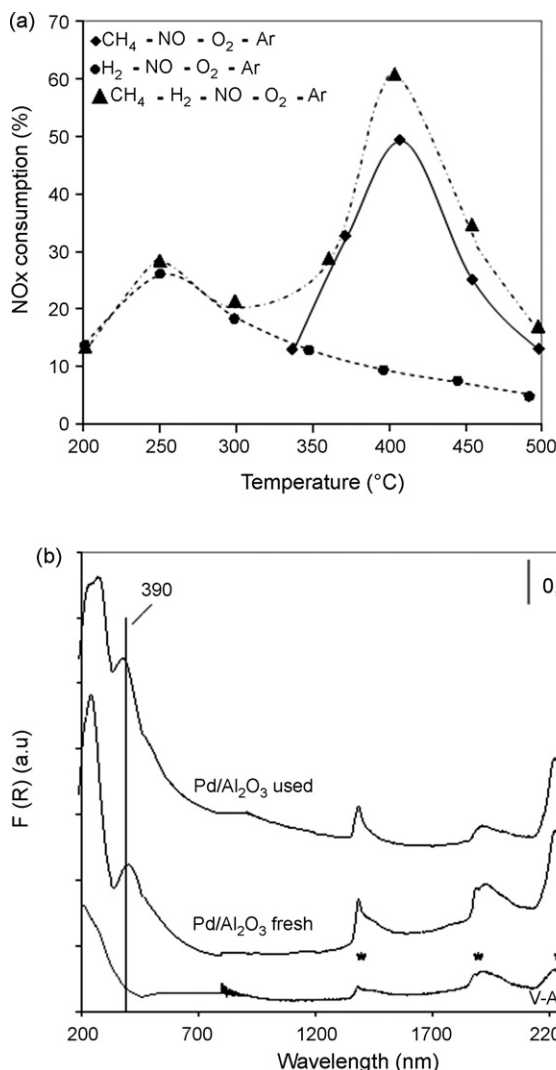 (a)
70
CH₄ - NO - O₂ - Ar
H₂ - NO - O₂ - Ar
CH₄ - H₂ - NO - O₂ - Ar
60
50
40
30
20
10
0
NOx consumption (%)
200 250 300 350 400 450 500
Temperature (°C)
(b)
390
0,
Pd/Al₂O₃ used
Pd/Al₂O₃ fresh
* * *
V-A
F (R) (a.u)
200 700 1200 1700 220
Wavelength (nm)